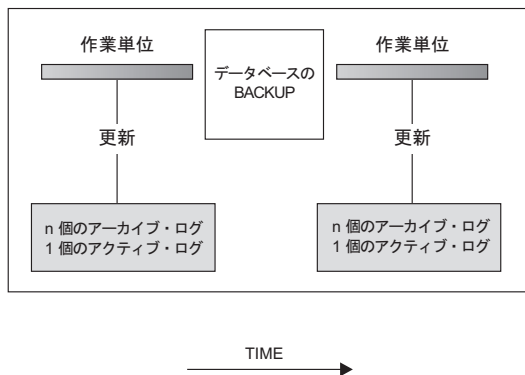 作業単位
データベースの
BACKUP
作業単位
更新
更新
n 個のアーカイブ・ログ
1 個のアクティブ・ログ
n 個のアーカイブ・ログ
1 個のアクティブ・ログ
TIME